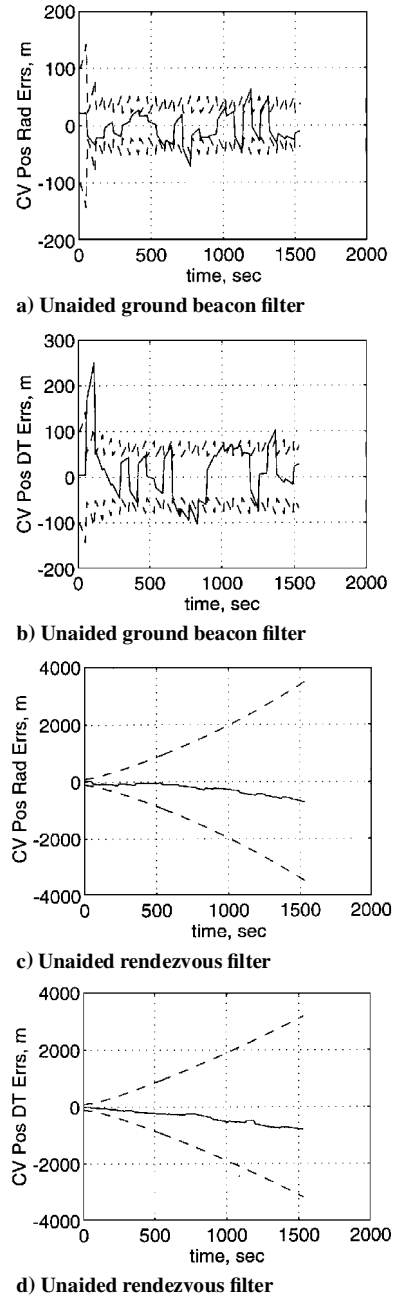 200
100
0
-100
-200
CV Pos Rad Errs, m
0 500 1000 1500 2000
time, sec
a) Unaided ground beacon filter
300
200
100
0
-100
-200
CV Pos DT Errs, m
0 500 1000 1500 2000
time, sec
b) Unaided ground beacon filter
4000
2000
0
-2000
-4000
CV Pos Rad Errs, m
0 500 1000 1500 2000
time, sec
c) Unaided rendezvous filter
4000
2000
0
-2000
-4000
CV Pos DT Errs, m
0 500 1000 1500 2000
time, sec
d) Unaided rendezvous filter